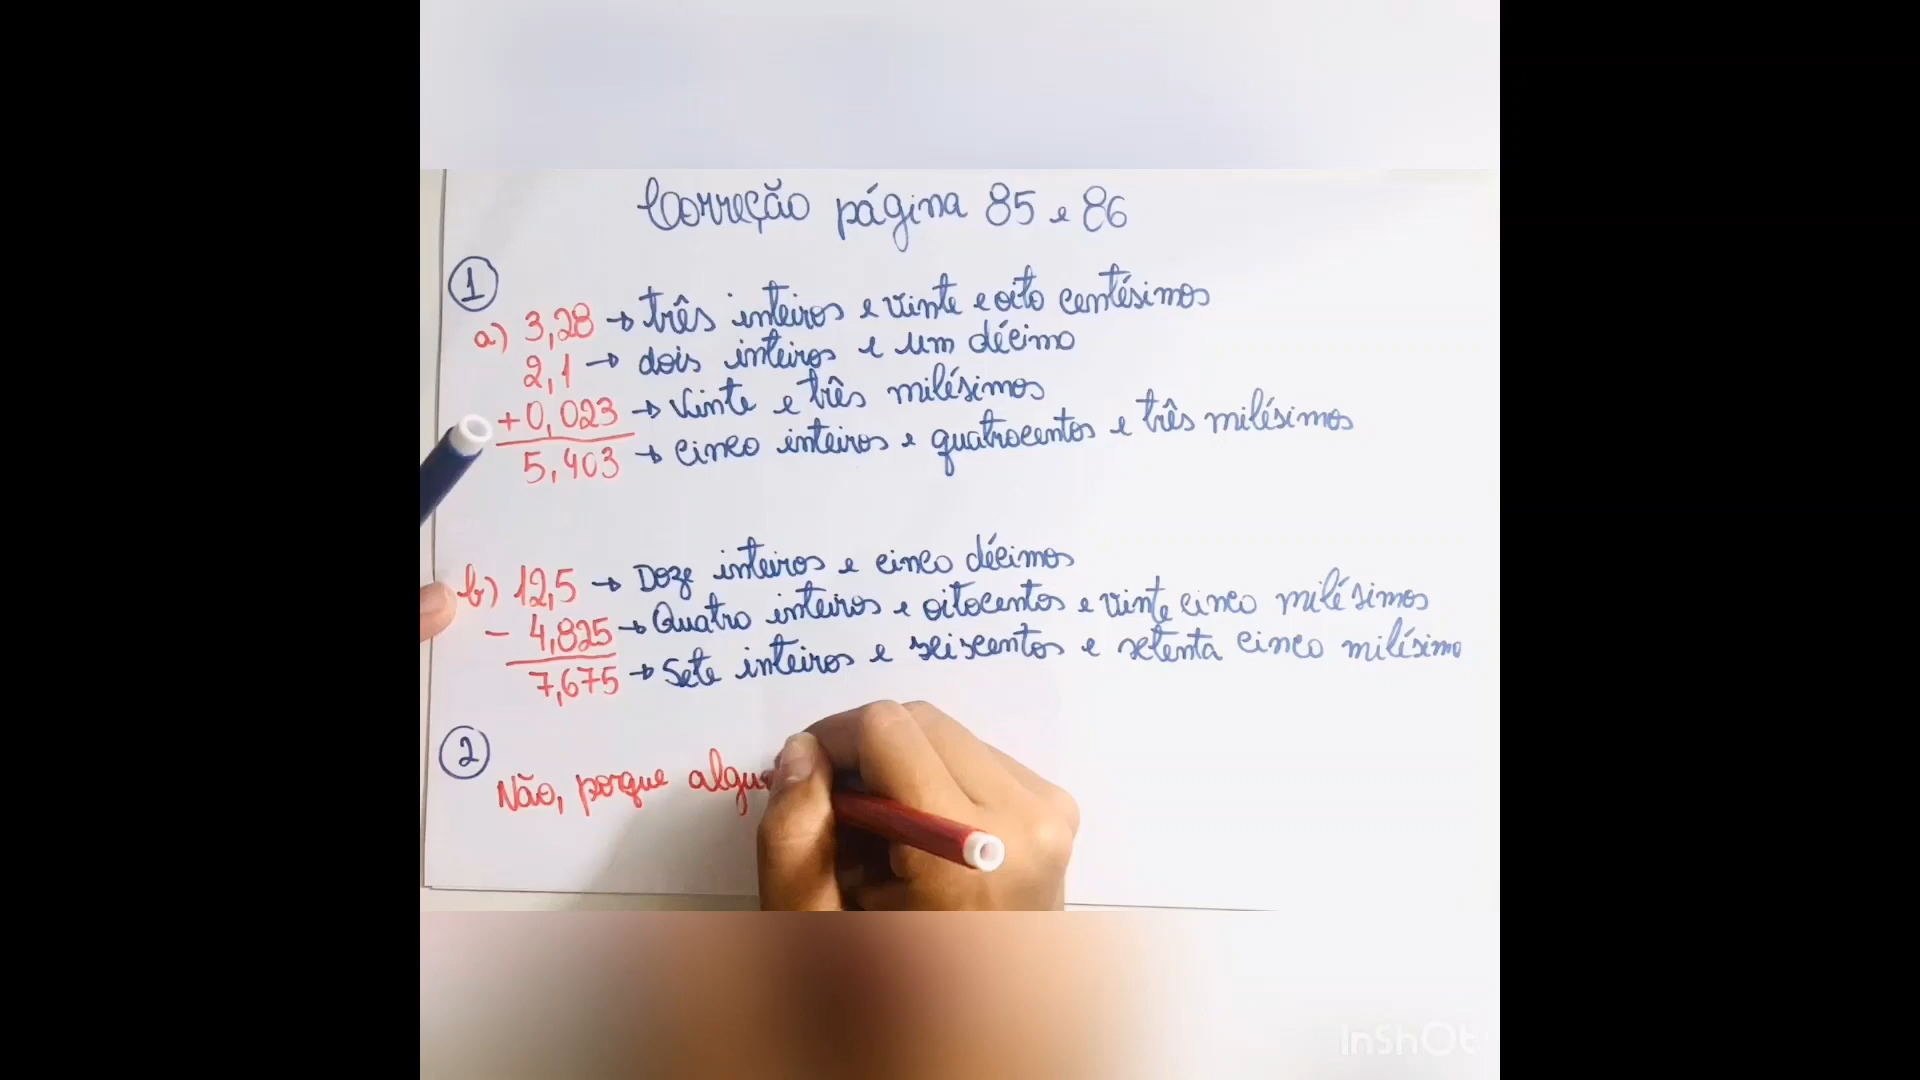 Correção página 85 e 86
1
a) 3,28 → três inteiros e vinte e oito centésimos
2,1 → dois inteiros e um décimo
+0,023 → vinte e três milésimos
5,403 → cinco inteiros e quatrocentos e três milésimos
b) 12,5 → Doze inteiros e cinco décimos
- 4,825 → Quatro inteiros e oitocentos e vinte cinco milésimos
7,675 → Sete inteiros e seiscentos e setenta cinco milésimo
2
Não, porque
InShOt